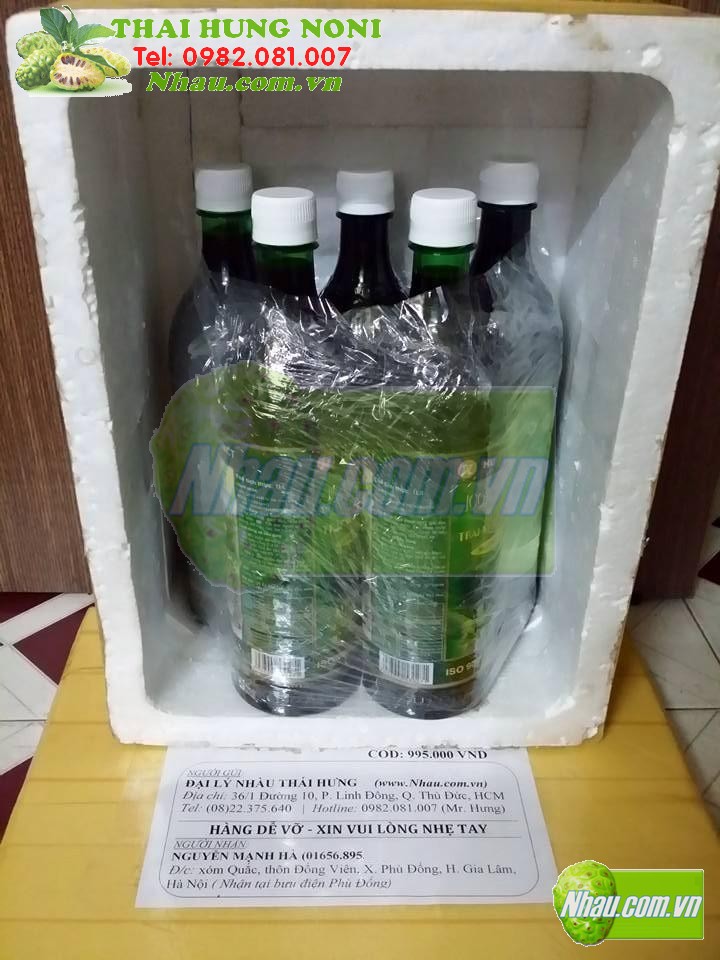 THAI HUNG NONI
Tel: 0982.081.007
Nhau.com.vn
Nhau.com.vn
ISO
ISO 90
COD: 995.000 VND
NGƯỜI GỬI:
ĐẠI LÝ NHÀU THÁI HƯNG (www.Nhau.com.vn)
Địa chỉ: 36/1 Đường 10, P. Linh Đông, Q. Thủ Đức, HCM
Tel: (08)22.375.640 | Hotline: 0982.081.007 (Mr. Hưng)
HÀNG DỄ VỠ - XIN VUI LÒNG NHẸ TAY
NGƯỜI NHẬN:
NGUYỄN MẠNH HÀ (01656.895.
Đ/c: xóm Quắc, thôn Đổng Viên, X. Phù Đổng, H. Gia Lâm,
Hà Nội ( Nhận tại bưu điện Phù Đổng)
Nhau.com.vn